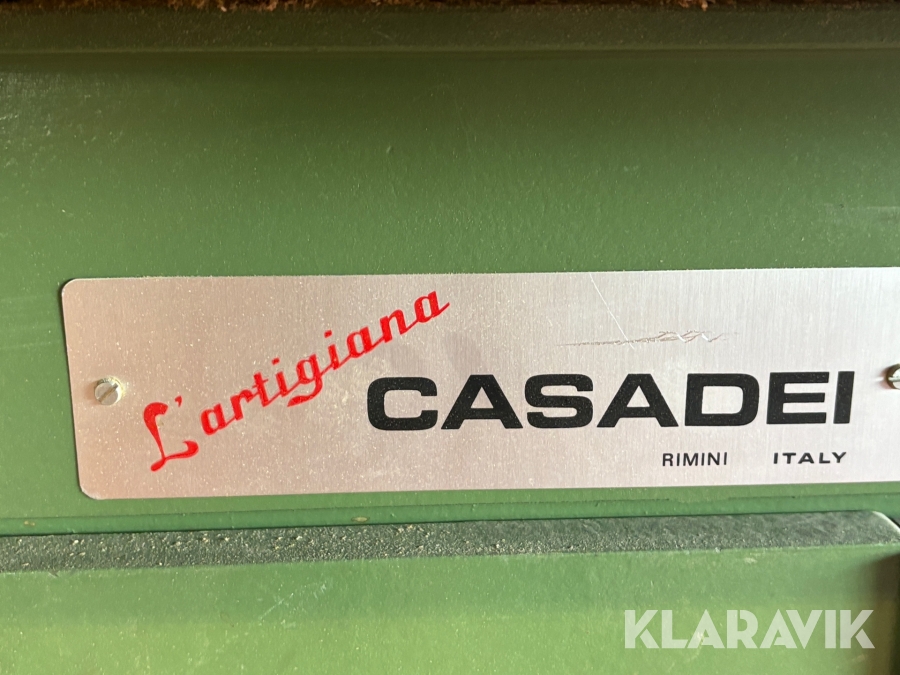 L'artigiana
CASADEI
RIMINI ITALY
KLARAVIK